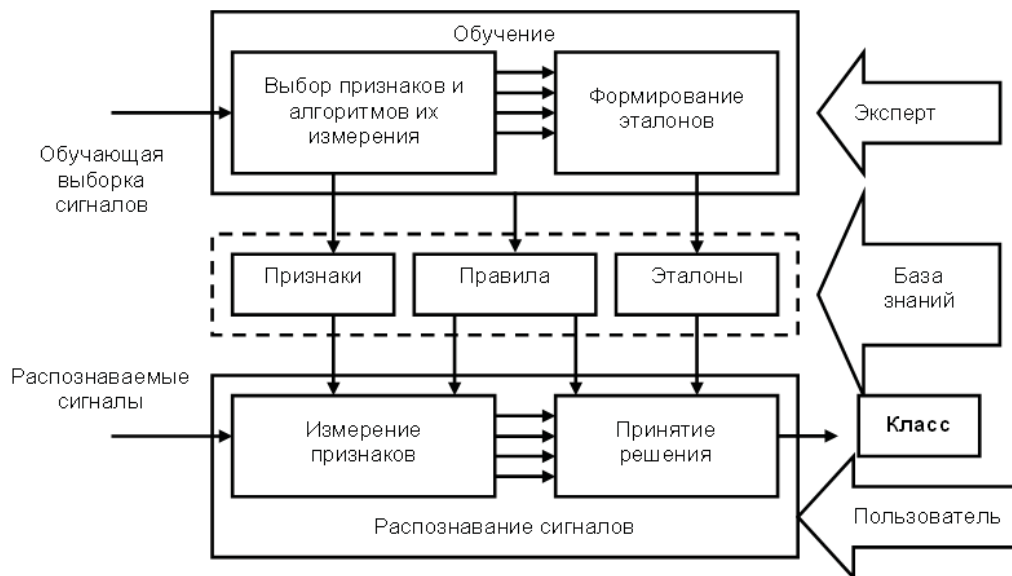 Обучение
Выбор признаков и
алгоритмов их
измерения
Формирование
эталонов
Эксперт
Обучающая
выборка
сигналов
Признаки
Правила
Эталоны
База
знаний
Распознаваемые
сигналы
Измерение
признаков
Принятие
решения
Класс
Распознавание сигналов
Пользователь